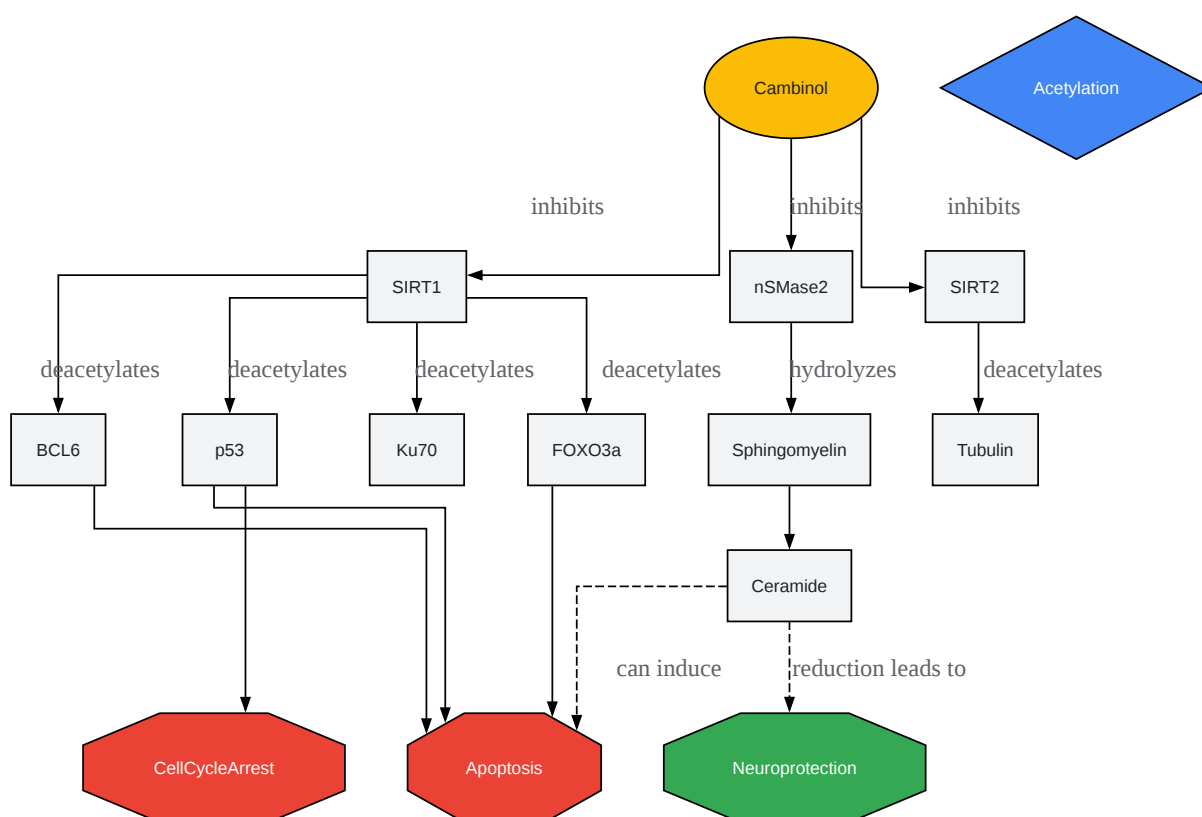 Cambinol
Acetylation
inhibits
inhibits
inhibits
SIRT1
nSMase2
SIRT2
deacetylates
deacetylates
deacetylates
deacetylates
hydrolyzes
deacetylates
BCL6
p53
Ku70
FOXO3a
Sphingomyelin
Tubulin
Ceramide
can induce
reduction leads to
CellCycleArrest
Apoptosis
Neuroprotection